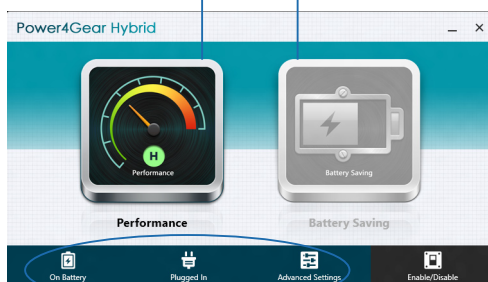 Power4Gear Hybrid
H
Performance
Battery Saving
Performance
Battery Saving
On Battery
Plugged In
Advanced Settings
Enable/Disable